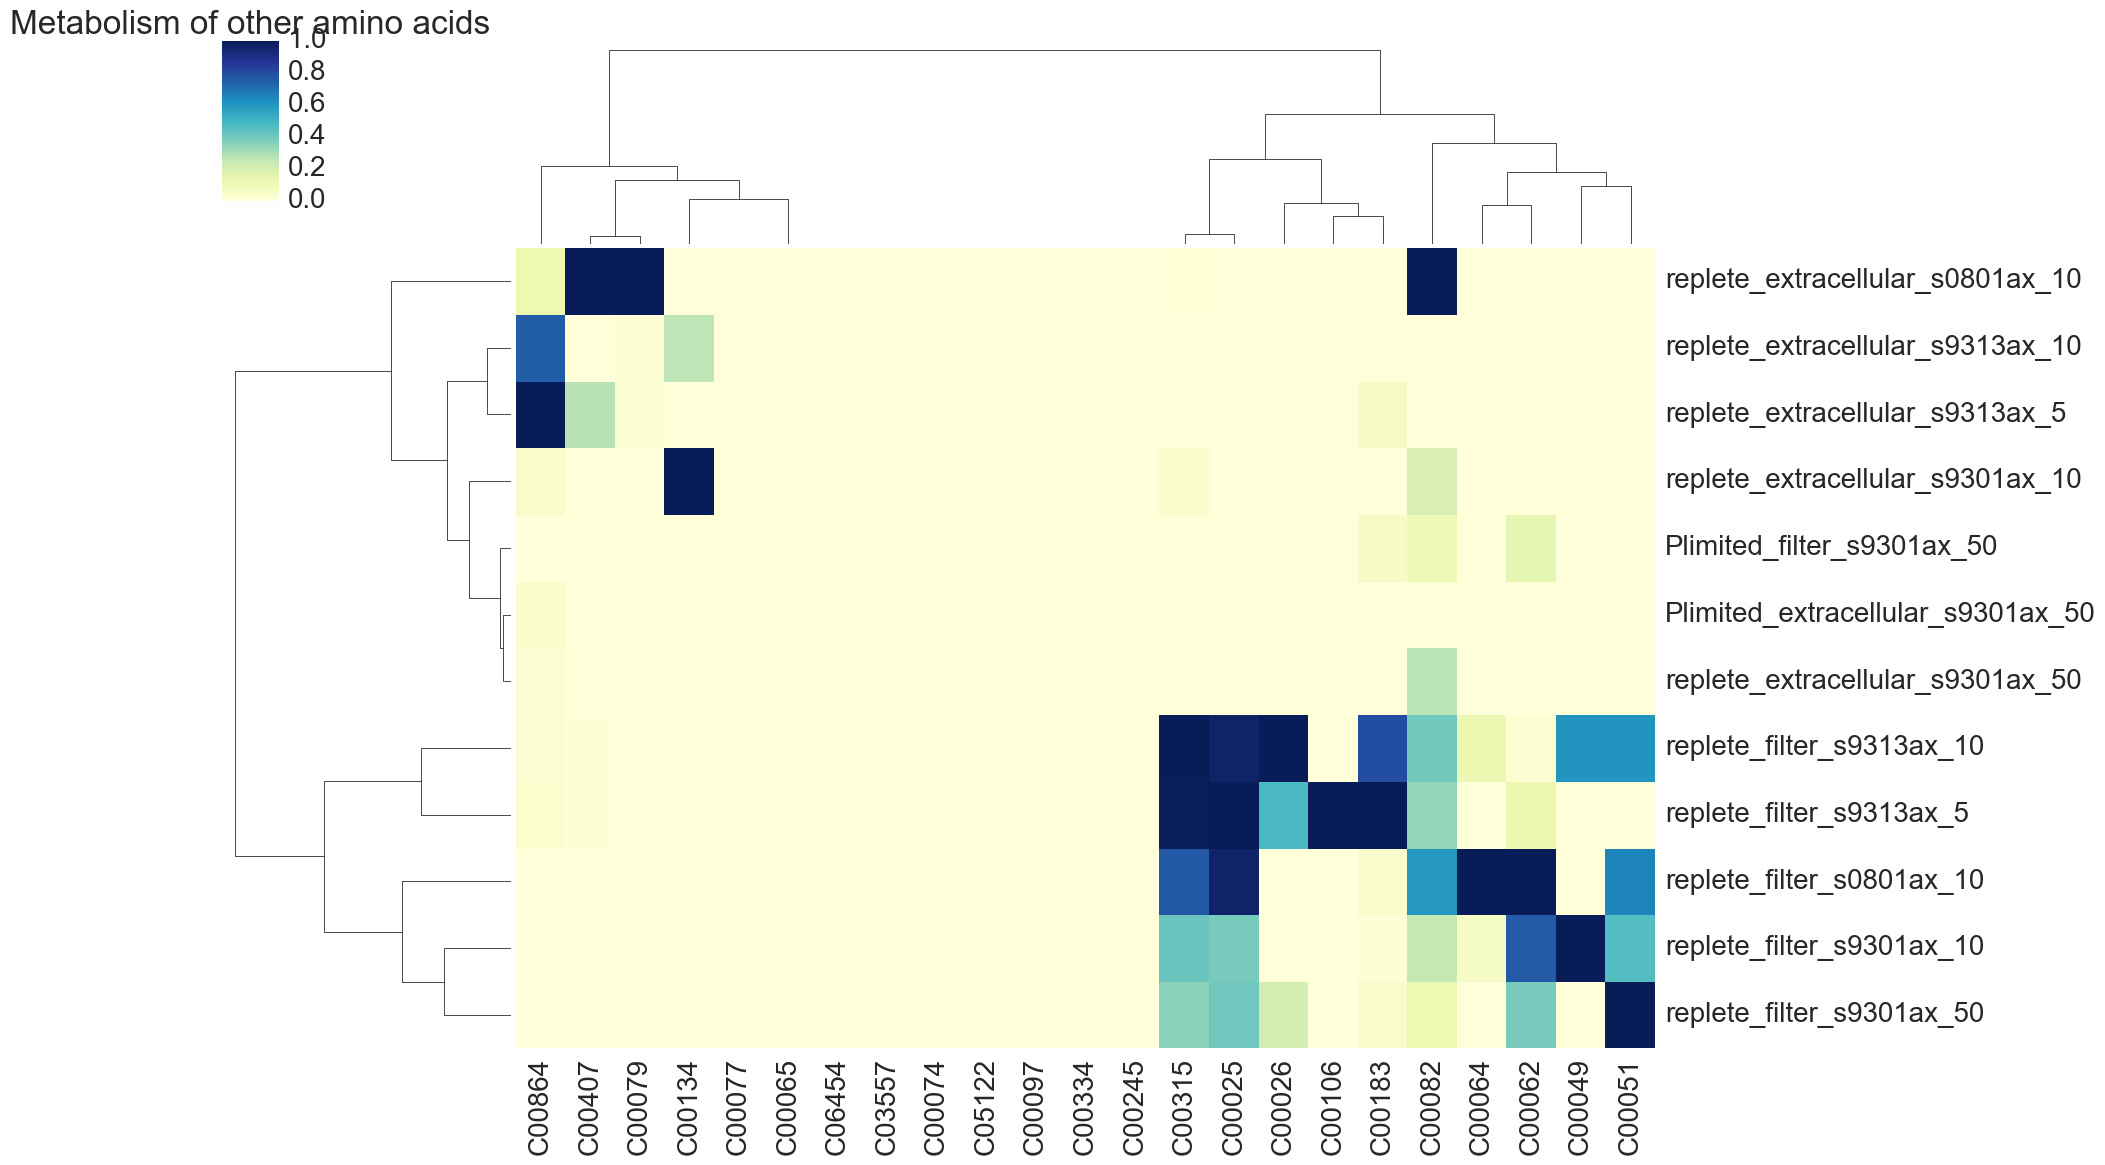 Metabolism of other amino acids
1.0
0.8
0.6
0.4
0.2
0.0
replete_extracellular_s0801ax_10
replete_extracellular_s9313ax_10
replete_extracellular_s9313ax_5
replete_extracellular_s9301ax_10
Plimited_filter_s9301ax_50
Plimited_extracellular_s9301ax_50
replete_extracellular_s9301ax_50
replete_filter_s9313ax_10
replete_filter_s9313ax_5
replete_filter_s0801ax_10
replete_filter_s9301ax_10
replete_filter_s9301ax_50
C00864
C00407
C00079
C00134
C00077
C00065
C06454
C03557
C00074
C05122
C00097
C00334
C00245
C00315
C00025
C00026
C00106
C00183
C00082
C00064
C00062
C00049
C00051